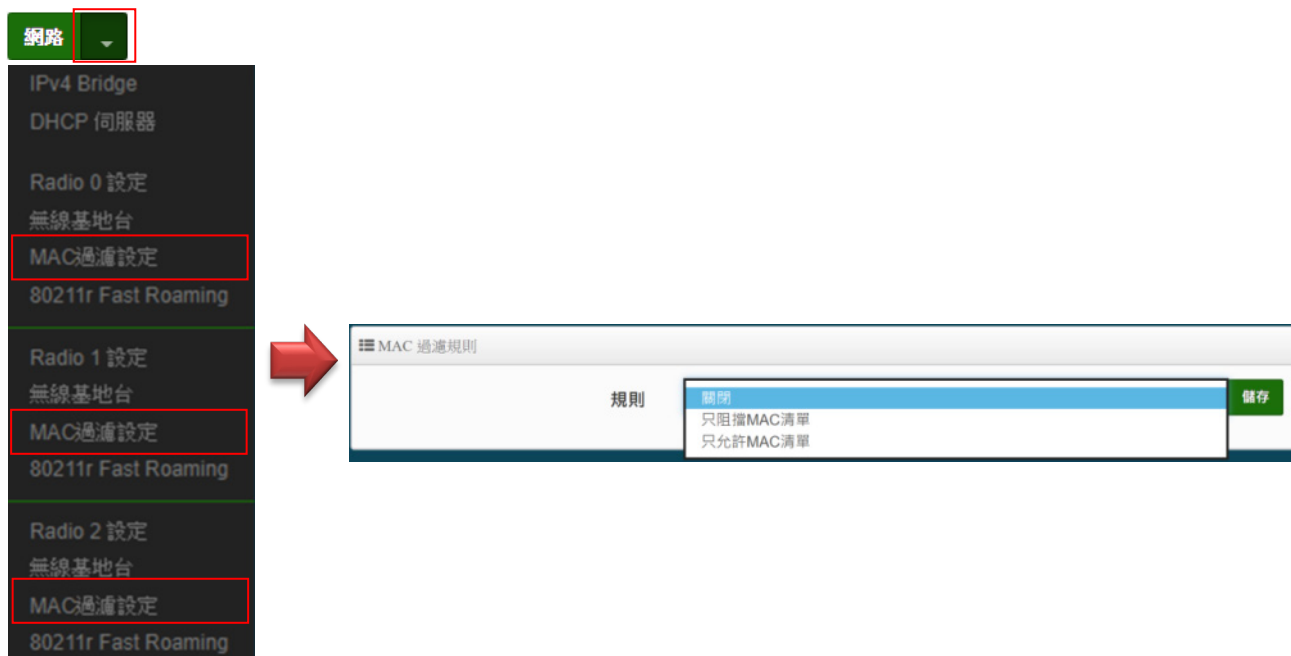 網路
IPv4 Bridge
DHCP 伺服器
Radio 0 設定
無線基地台
MAC過濾設定
80211r Fast Roaming
Radio 1 設定
無線基地台
MAC過濾設定
80211r Fast Roaming
Radio 2 設定
無線基地台
MAC過濾設定
80211r Fast Roaming
MAC 過濾規則
規則
關閉
儲存
只阻擋MAC清單
只允許MAC清單